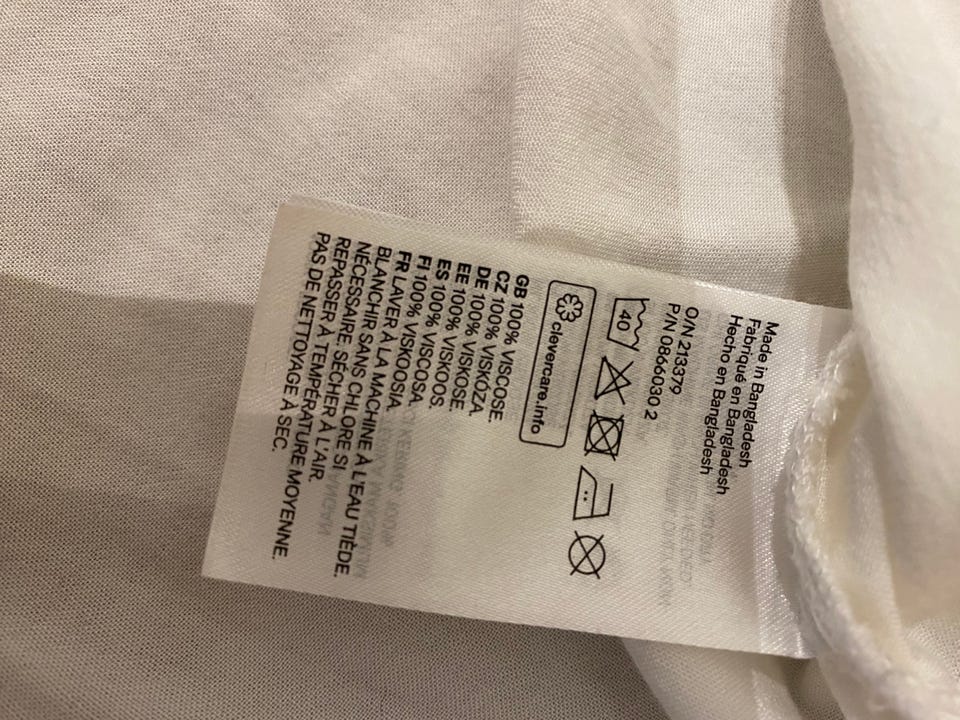 Made in Bangladesh
Fabriqué en Bangladesh
Hecho en Bangladesh
O/N 213379
P/N 0866030 2
40
clevercare.info
GB 100% VISCOSE.
CZ 100% VISKÓZA.
DE 100% VISKOSE.
EE 100% VISKOOS.
ES 100% VISCOSA.
FI 100% VISKOOSIA.
FR LAVER À LA MACHINE À L'EAU TIÈDE.
BLANCHIR SANS CHLORE SI
NÉCESSAIRE. SÉCHER À L'AIR.
REPASSER À TEMPÉRATURE MOYENNE.
PAS DE NETTOYAGE À SEC.